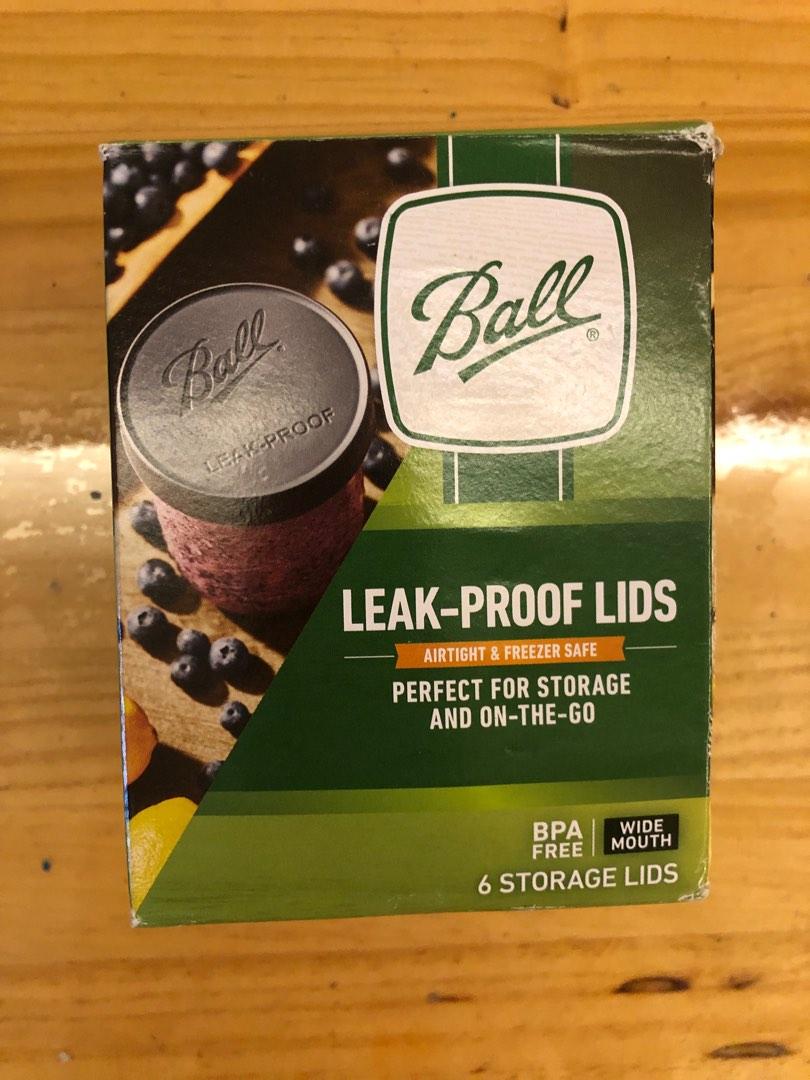 Ball
LEAK-PROOF
Ball®
LEAK-PROOF LIDS
AIRTIGHT & FREEZER SAFE
PERFECT FOR STORAGE
AND ON-THE-GO
BPA
FREE
WIDE
MOUTH
6 STORAGE LIDS